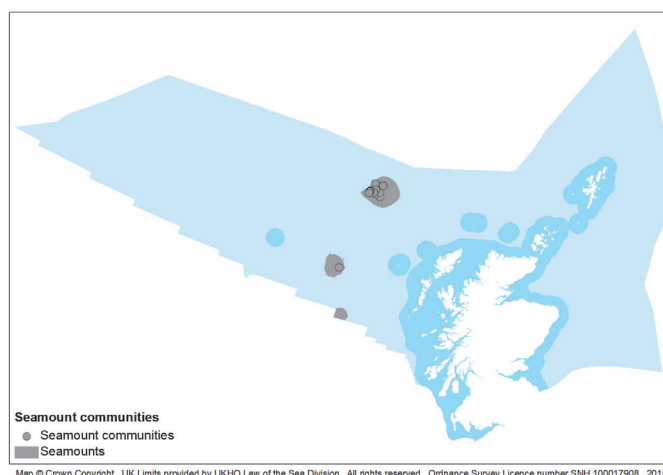 Seamount communities
Seamount communities
Seamounts
Map © Crown Copyright. UK Limits provided by UKHO Law of the Sea Division. All rights reserved. Ordnance Survey Licence number SNH 100017908